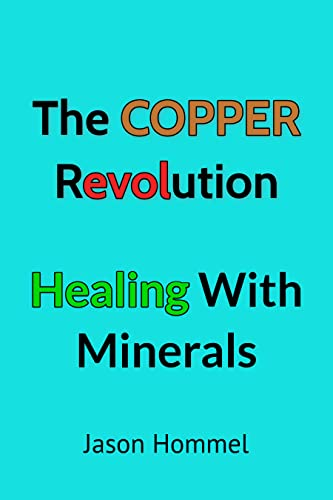 The COPPER
Revolution
Healing With
Minerals
Jason Hommel